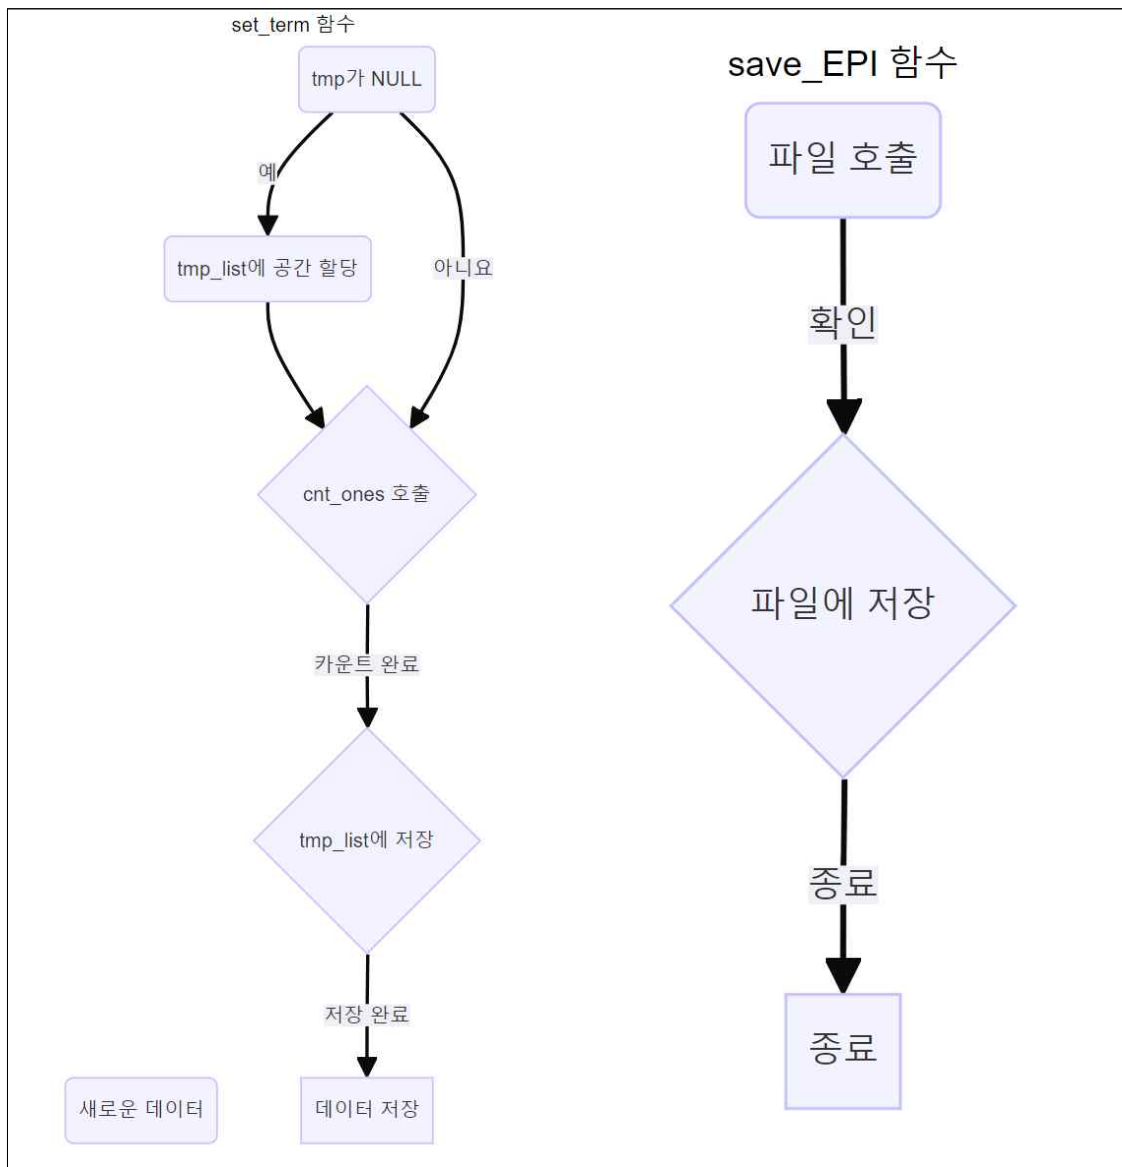 set_term 함수
tmp가 NULL
예
tmp_list에 공간 할당
아니요
cnt_ones 호출
카운트 완료
tmp_list에 저장
저장 완료
새로운 데이터
데이터 저장
save_EPI 함수
파일 호출
확인
파일에 저장
종료
종료